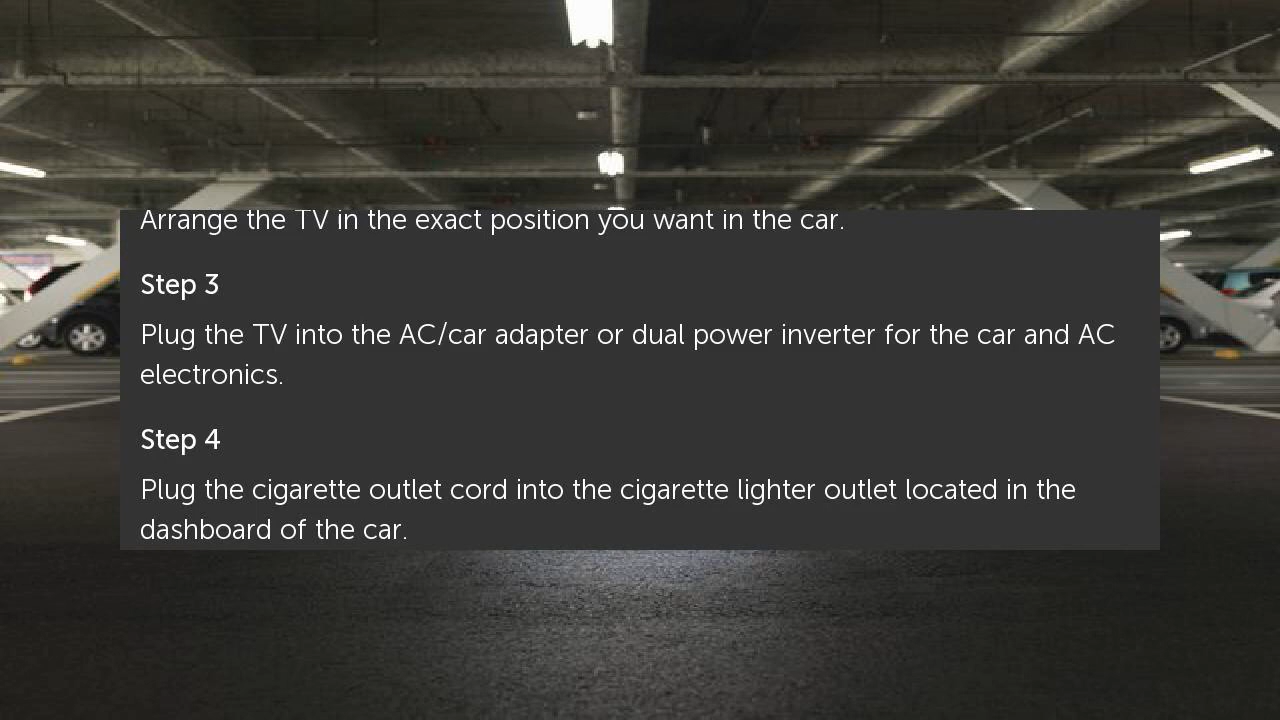 Arrange the TV in the exact position you want in the car.
Step 3
Plug the TV into the AC/car adapter or dual power inverter for the car and AC
electronics.
Step 4
Plug the cigarette outlet cord into the cigarette lighter outlet located in the
dashboard of the car.